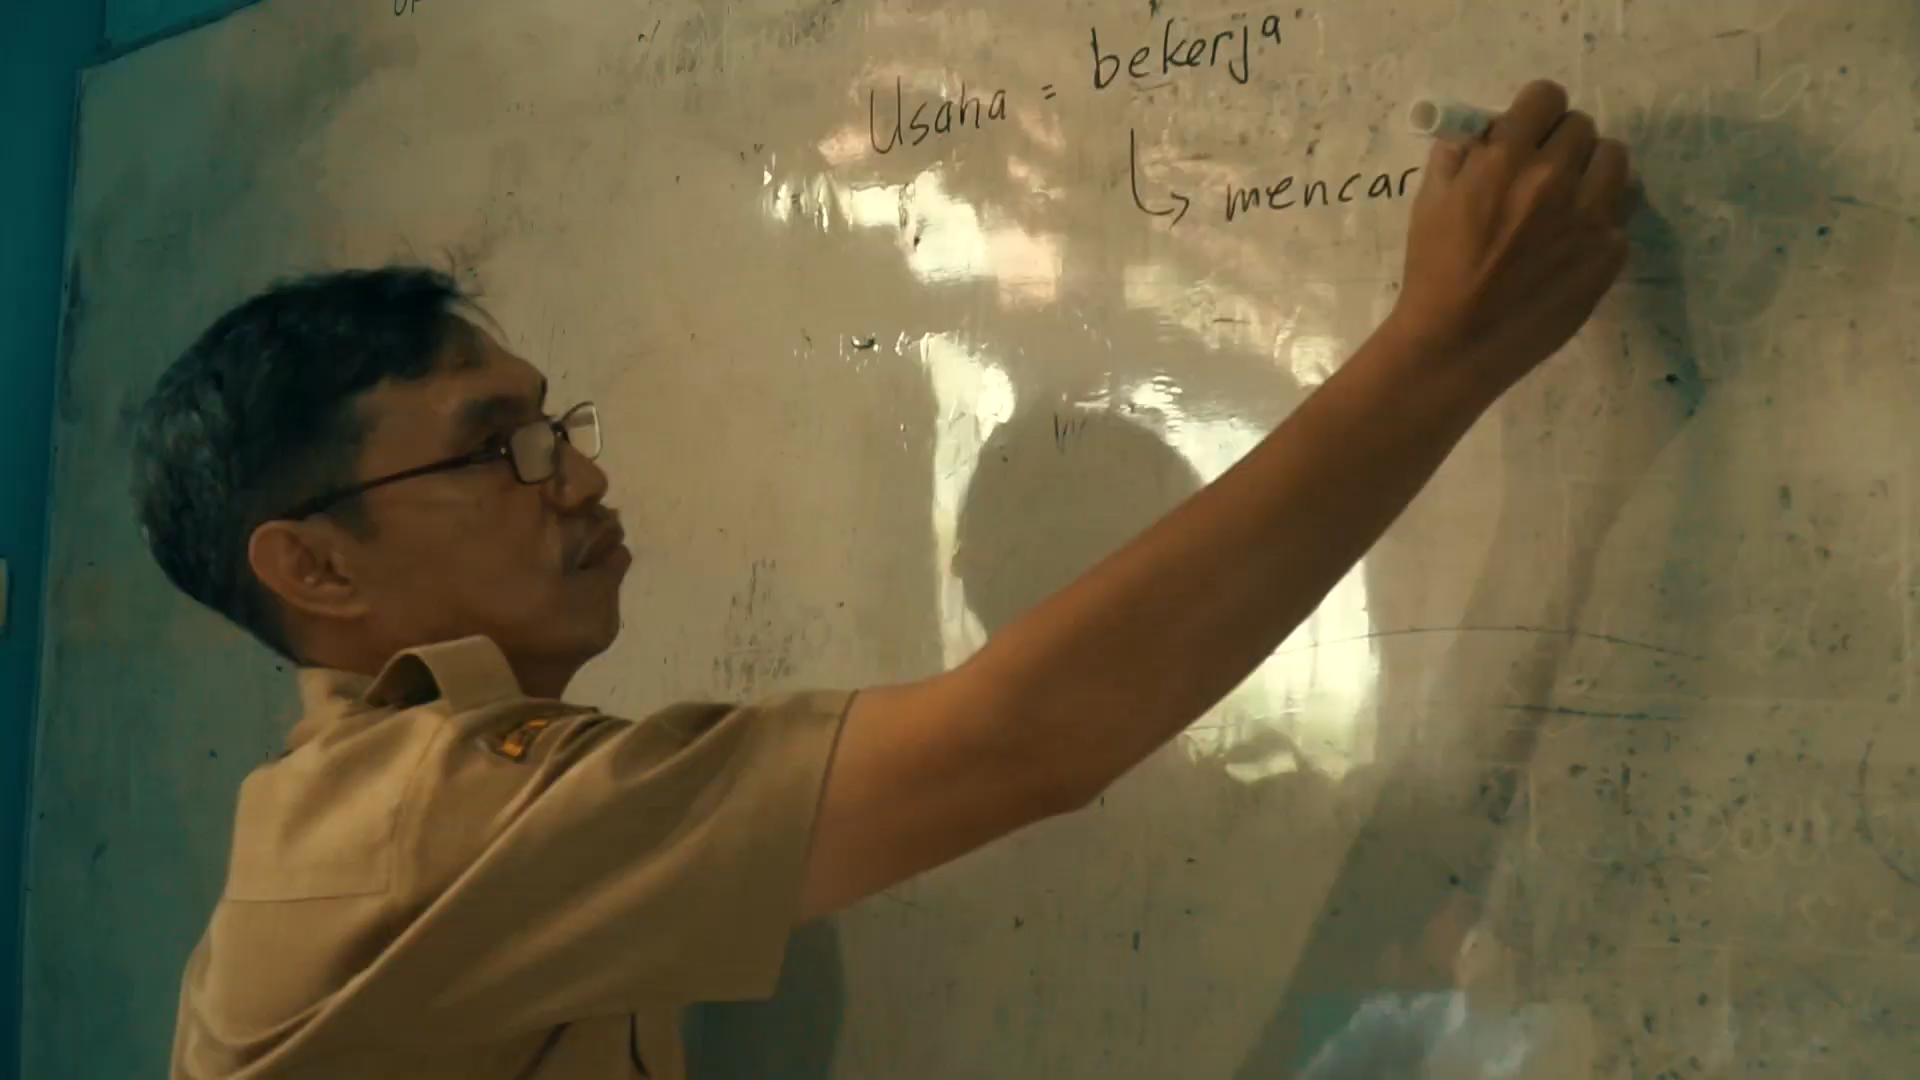 Usaha = bekerja
↳ mencar